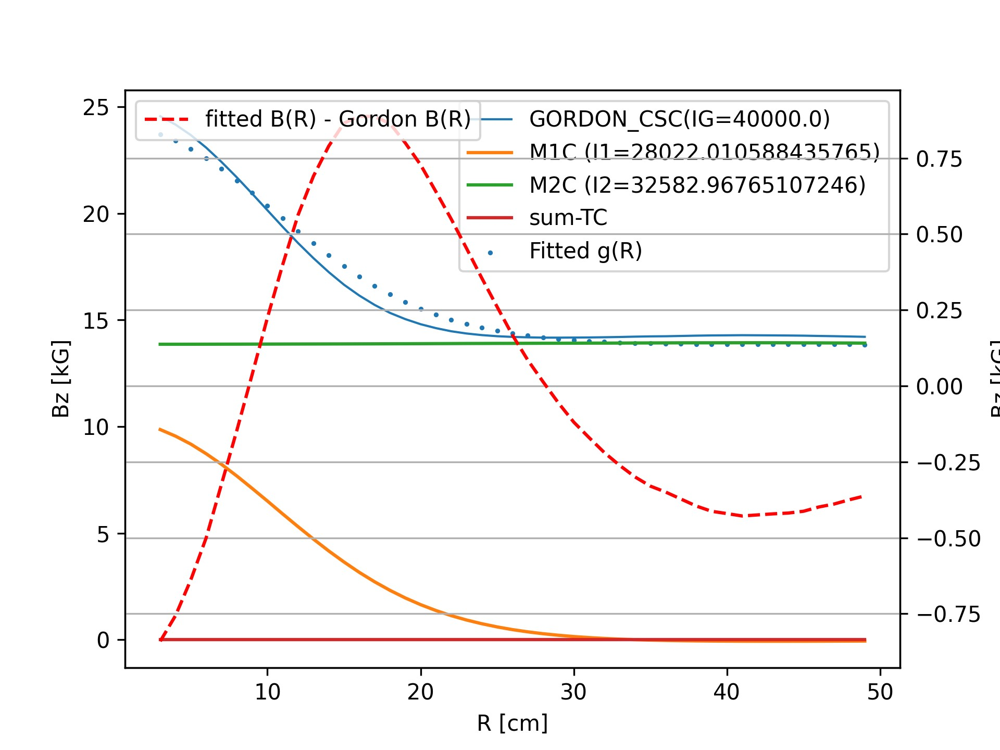 fitted B(R) - Gordon B(R)
GORDON_CSC(IG=40000.0)
M1C (I1=28022.010588435765)
M2C (I2=32582.96765107246)
sum-TC
Fitted g(R)
25
20
15
10
5
0
Bz [kG]
0.75
0.50
0.25
0.00
−0.25
−0.50
−0.75
Bz [kG]
10 20 30 40 50
R [cm]